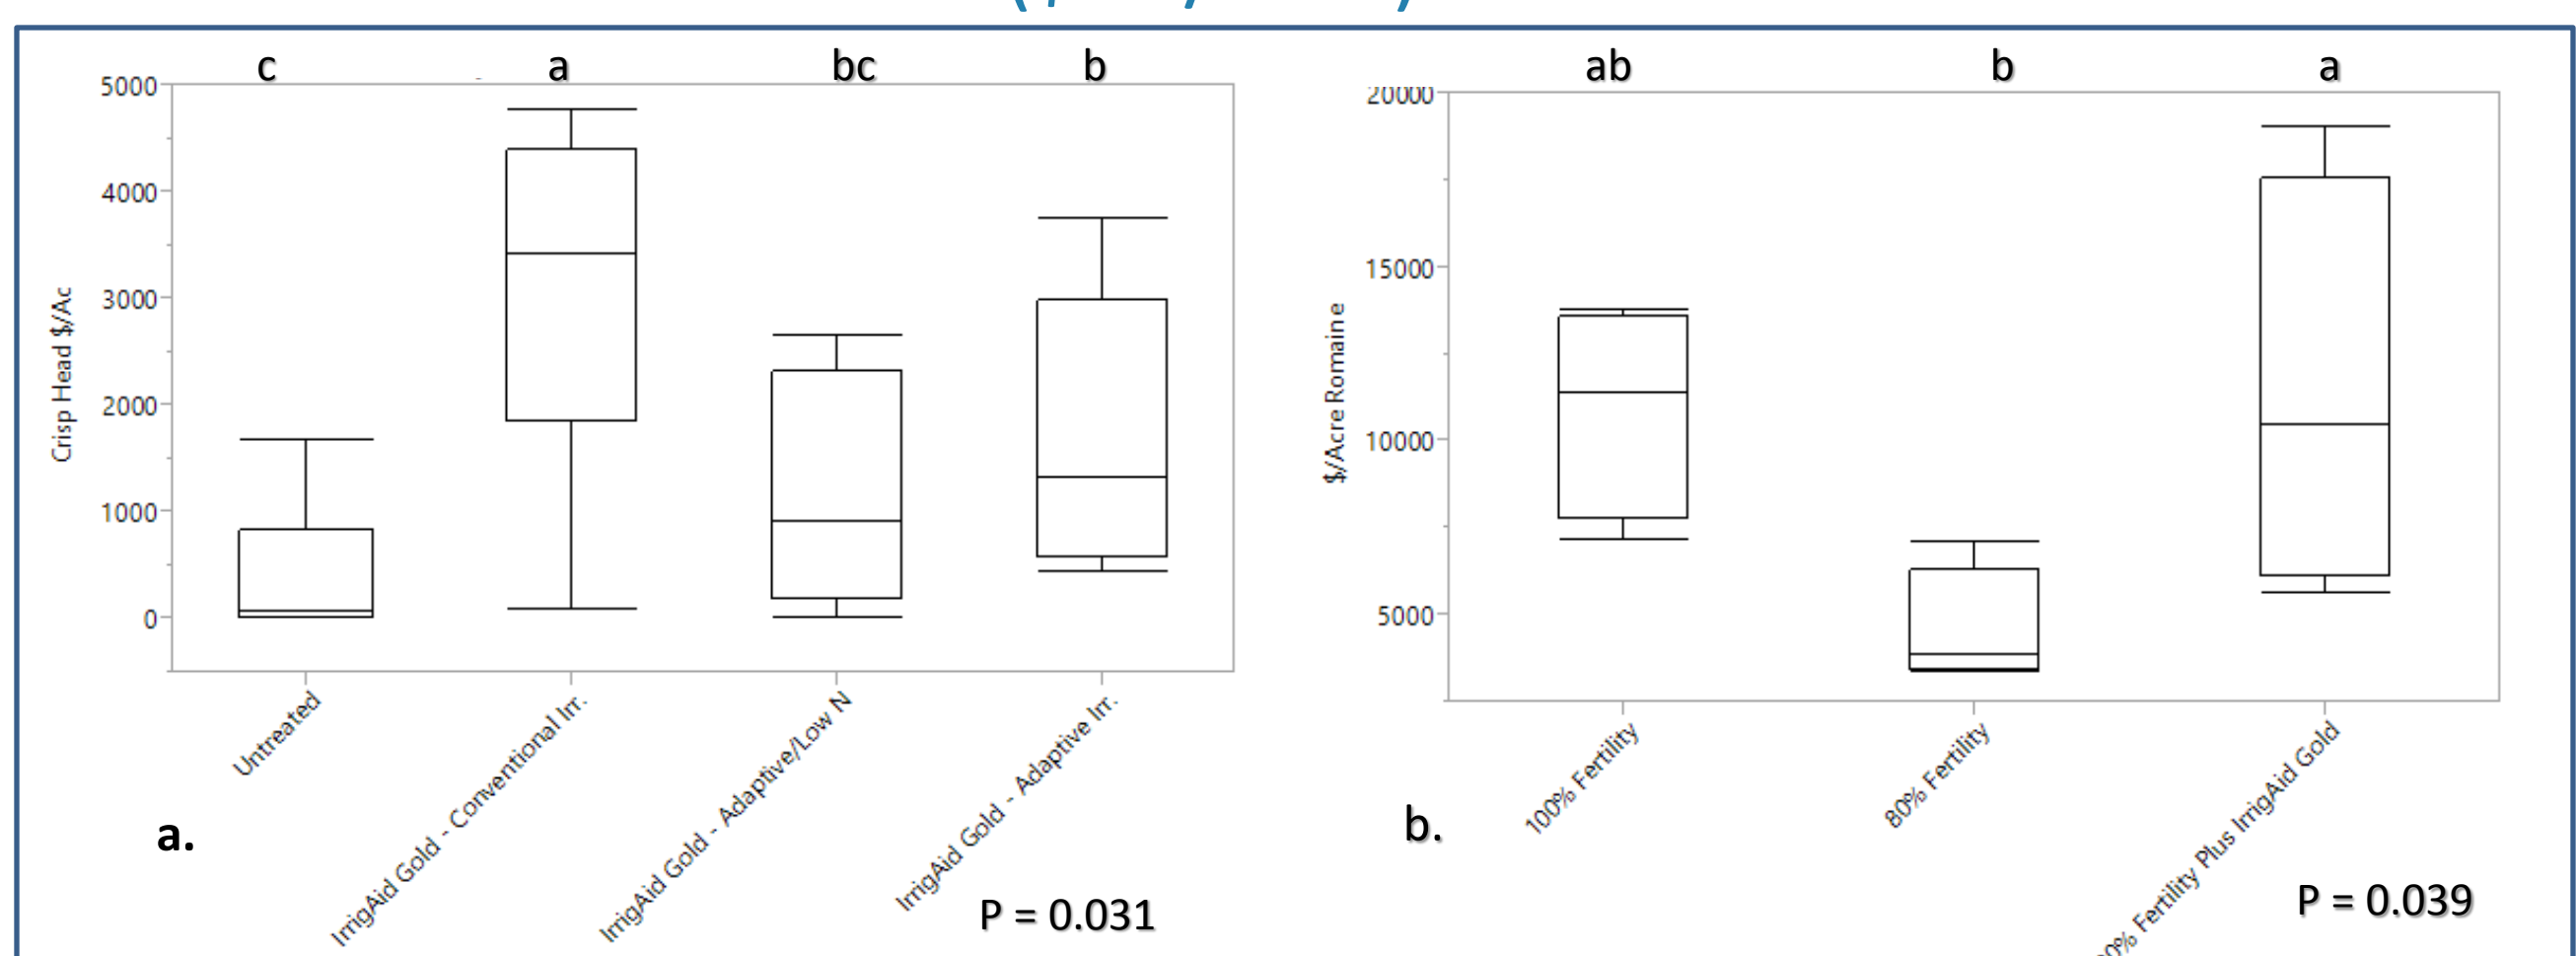 c a bc b
5000
4000
3000
2000
1000
0
Crisp Head $/Ac
Untreated
IrrigAid Gold - Conventional Irr.
IrrigAid Gold - Adaptive/Low N
IrrigAid Gold - Adaptive Irr.
a.
P = 0.031
ab b a
20000
15000
10000
5000
$/Acre Romaine
100% Fertility
80% Fertility
0% Fertility Plus IrrigAid Gold
b.
P = 0.039